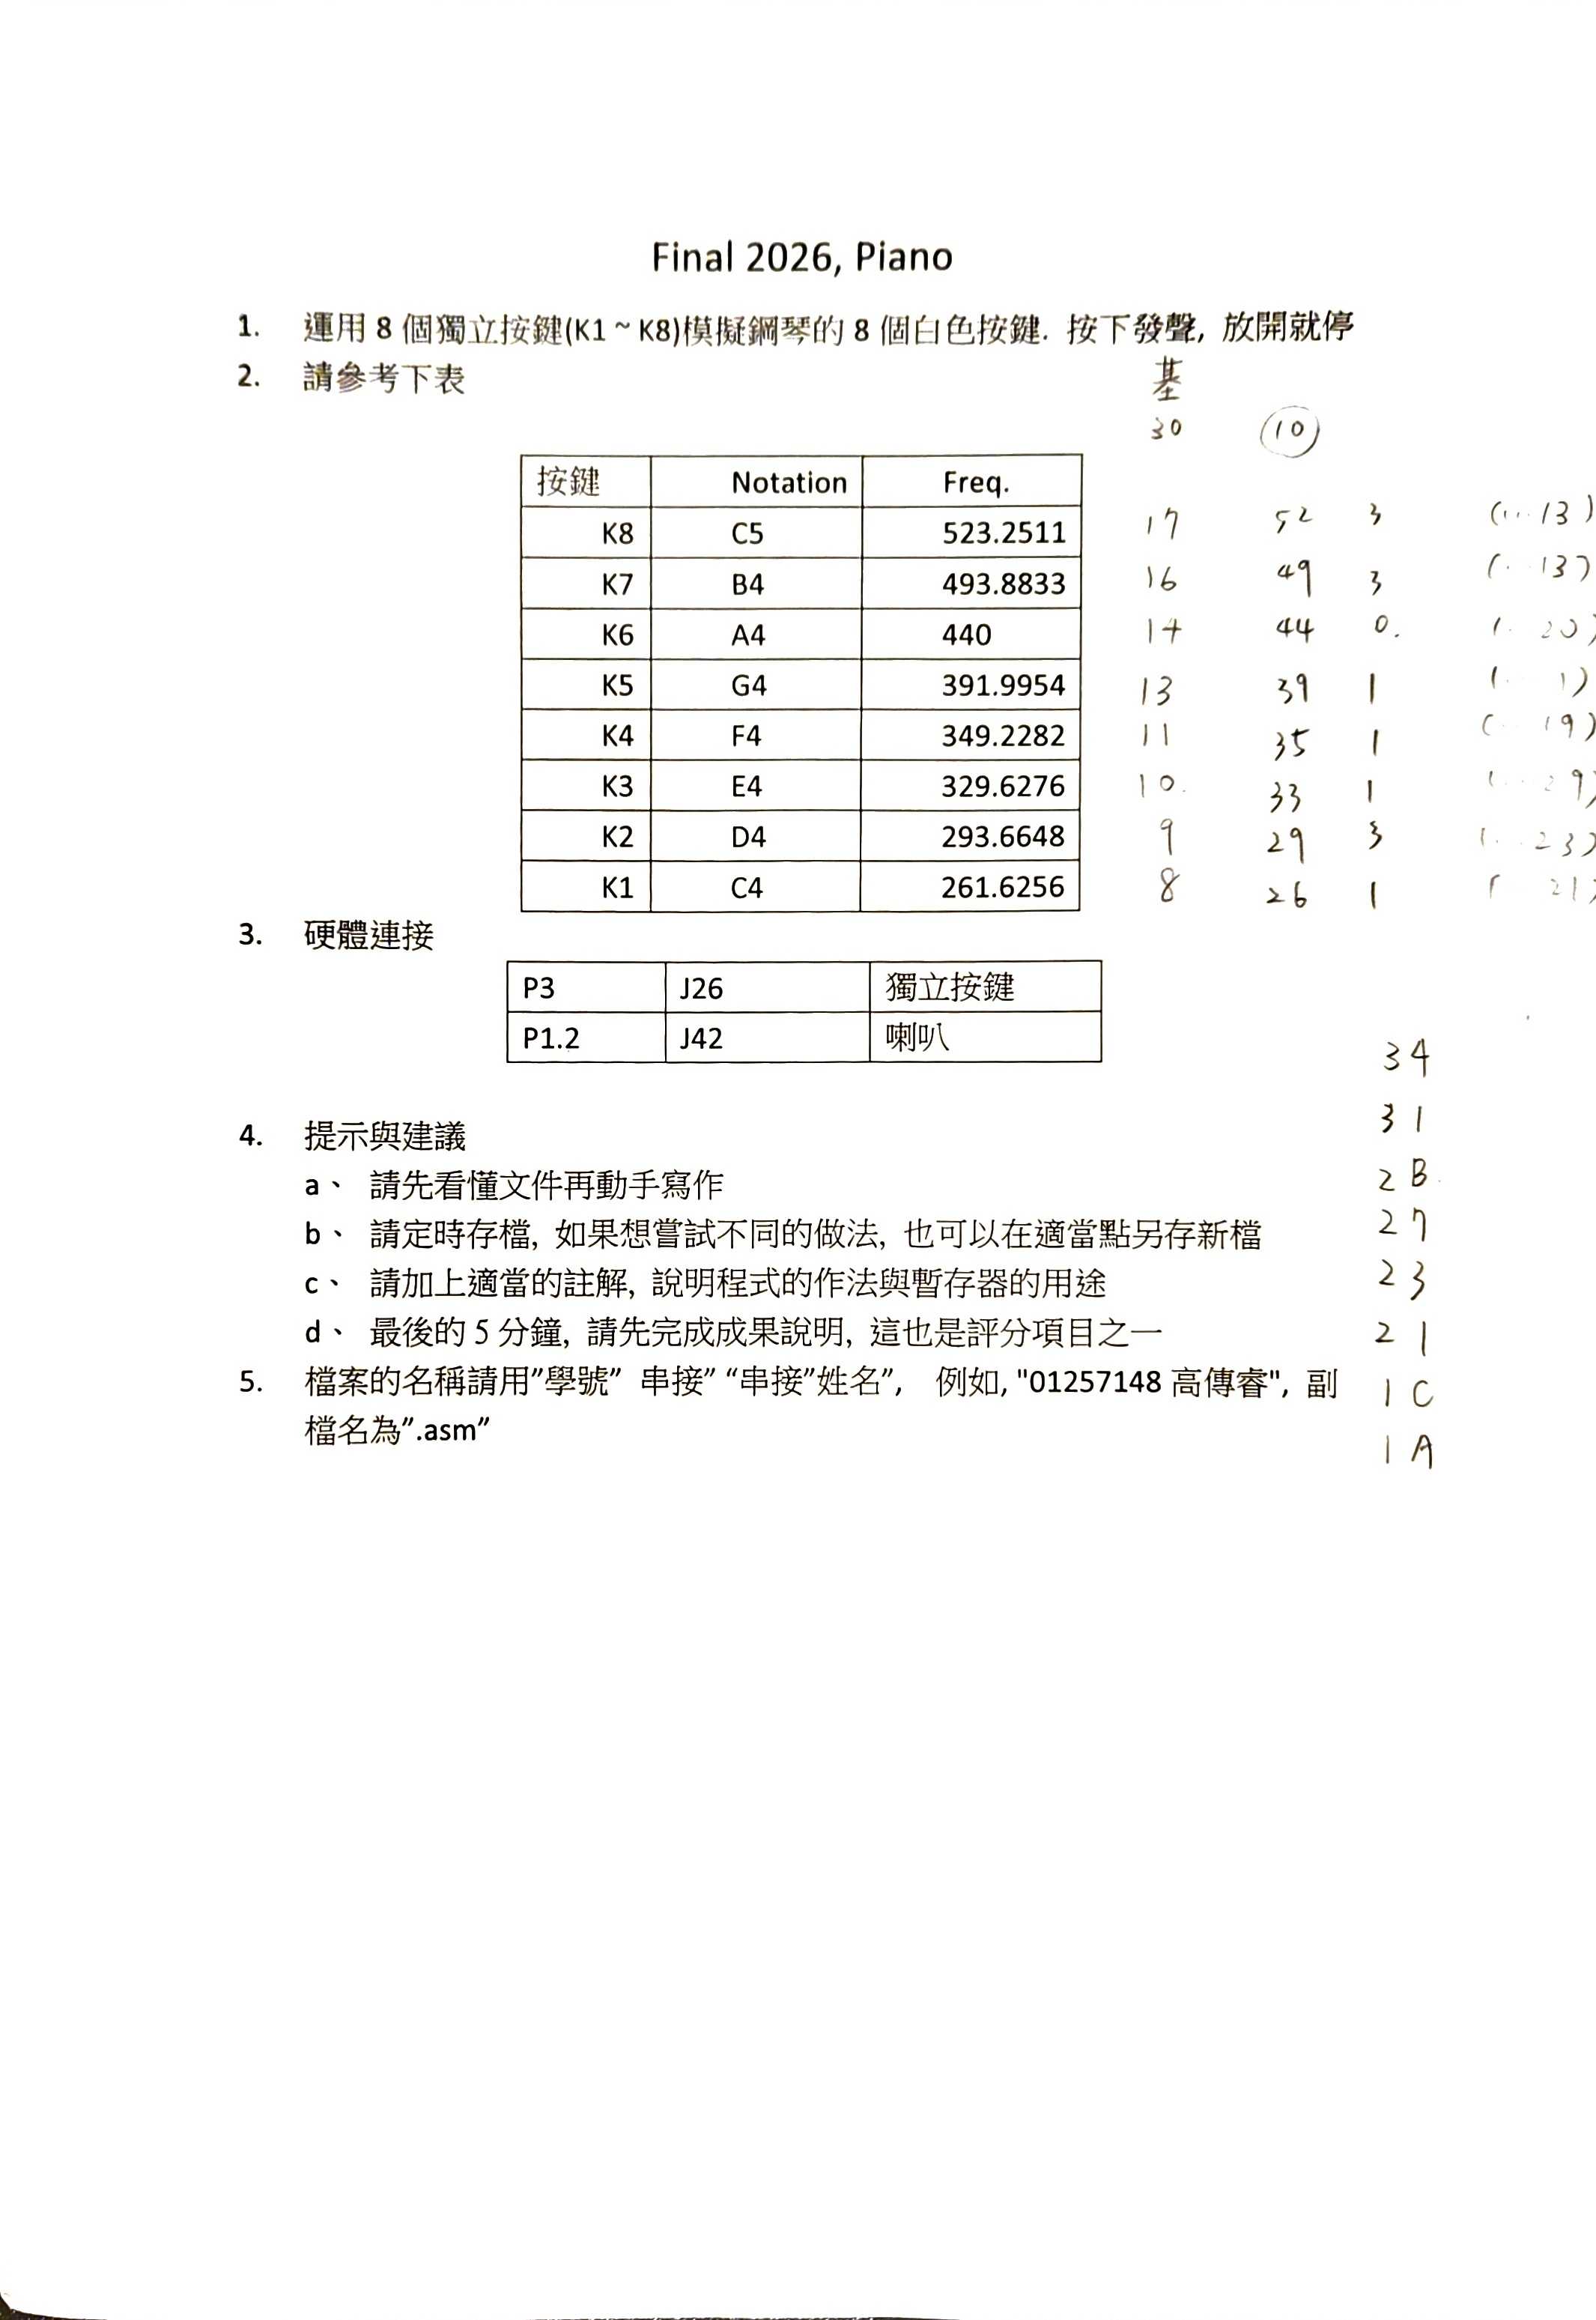 Final 2026, Piano
1. 運用 8 個獨立按鍵(K1 ~ K8)模擬鋼琴的 8 個白色按鍵. 按下發聲, 放開就停
2. 請參考下表
基
30 10
按鍵 Notation Freq.
K8 C5 523.2511 17 52 3 (... 13)
K7 B4 493.8833 16 49 3 (.. 13)
K6 A4 440 14 44 0. (.. 20)
K5 G4 391.9954 13 39 1 (.. 1)
K4 F4 349.2282 11 35 1 (.. 19)
K3 E4 329.6276 10. 33 1 29)
K2 D4 293.6648 9 29 3 (.. 23)
K1 C4 261.6256 8 26 1 21)
3. 硬體連接
P3 J26 獨立按鍵
P1.2 J42 喇叭
34
31
4. 提示與建議
2B
a、 請先看懂文件再動手寫作
27
b、 請定時存檔, 如果想嘗試不同的做法, 也可以在適當點另存新檔
23
c、 請加上適當的註解, 說明程式的作法與暫存器的用途
21
d、 最後的 5 分鐘, 請先完成成果說明, 這也是評分項目之一
1C
5. 檔案的名稱請用”學號” 串接” “串接”姓名”, 例如, "01257148 高傳睿", 副
檔名為”.asm”
1A